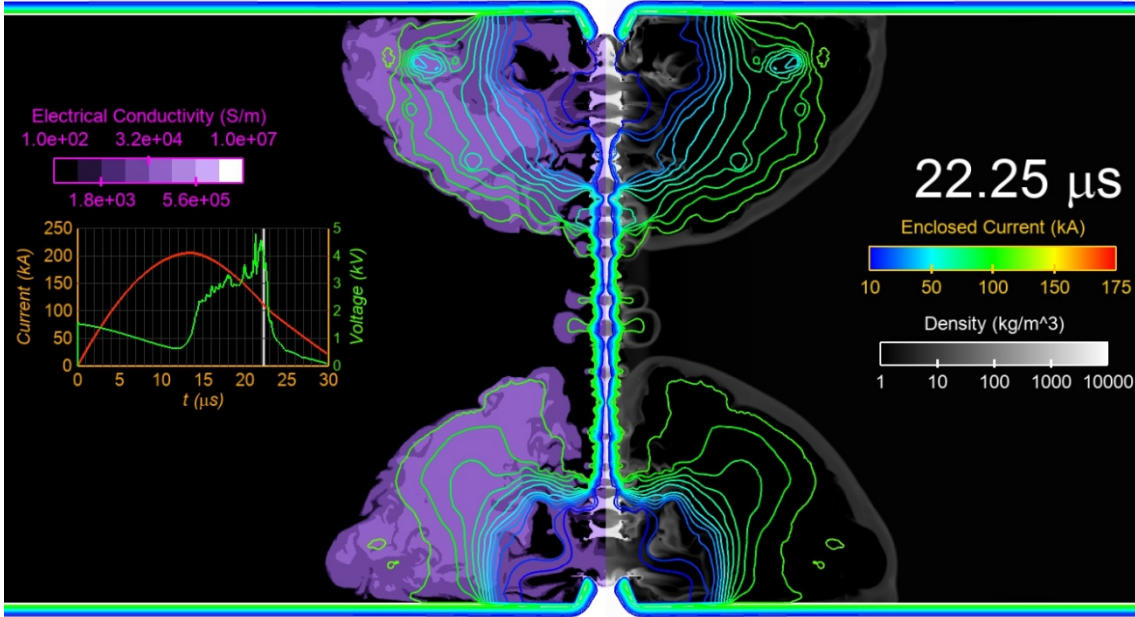 Electrical Conductivity (S/m)
1.0e+02 3.2e+04 1.0e+07
1.8e+03 5.6e+05
250
200
150
100
50
0
Current (kA)
5
4
3
2
1
0
Voltage (kV)
0 5 10 15 20 25 30
t (μs)
22.25 μs
Enclosed Current (kA)
10 50 100 150 175
Density (kg/m^3)
1 10 100 1000 10000